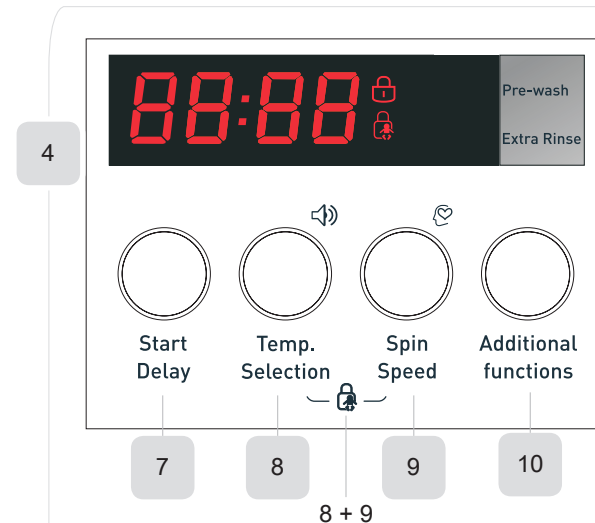 88:88
Pre-wash
Extra Rinse
4
Start
Delay
Temp.
Selection
Spin
Speed
Additional
functions
7
8
9
10
8 + 9